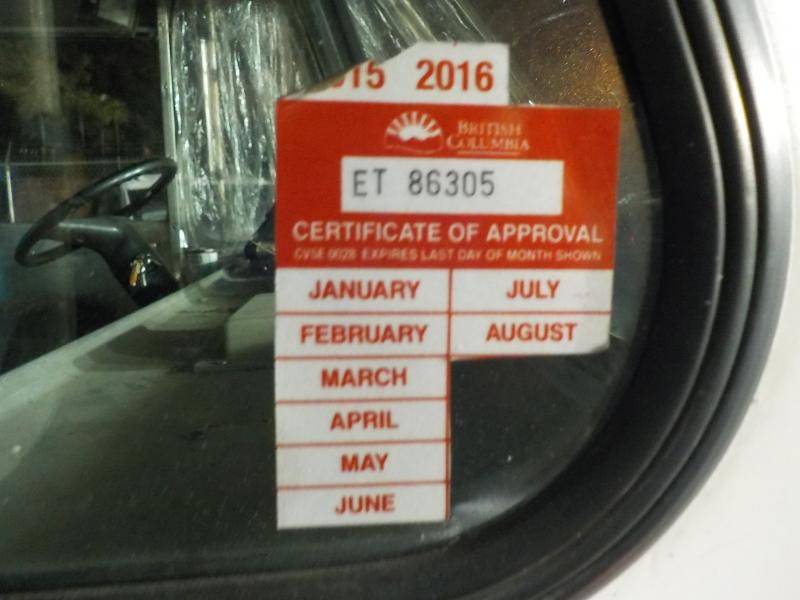 15 2016
BRITISH
COLUMBIA
ET 86305
CERTIFICATE OF APPROVAL
CVSE 0028 EXPIRES LAST DAY OF MONTH SHOWN
JANUARY JULY
FEBRUARY AUGUST
MARCH
APRIL
MAY
JUNE